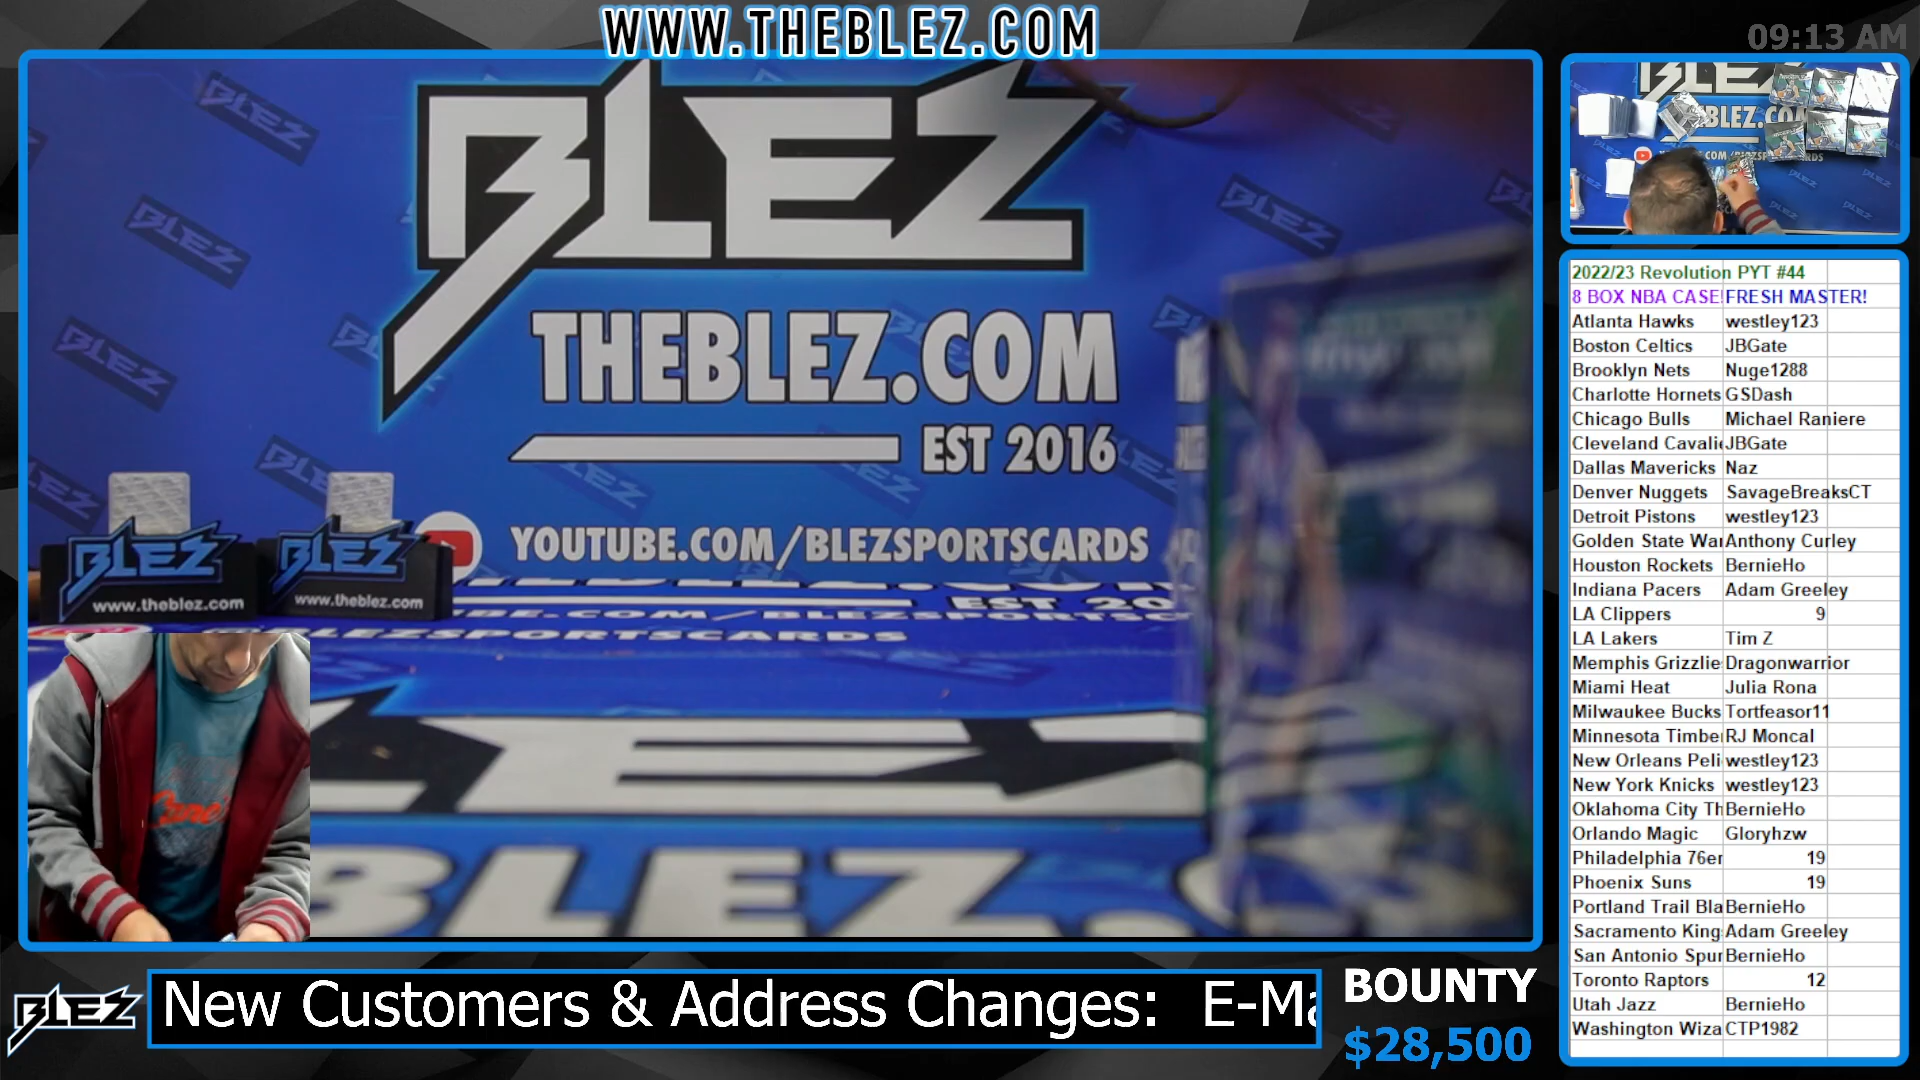 WWW.THEBLEZ.COM
09:13 AM
BLEZ
THEBLEZ.COM
EST 2016
YOUTUBE.COM/BLEZSPORTSCARDS
BLEZ
www.theblez.com
BLEZ
www.theblez.com
EST 20
BLEZSPORTSCARDS
BLEZ
2022/23 Revolution PYT #44
8 BOX NBA CASE! FRESH MASTER!
Atlanta Hawks westley123
Boston Celtics JBGate
Brooklyn Nets Nuge1288
Charlotte Hornets GSDash
Chicago Bulls Michael Raniere
Cleveland Cavalie JBGate
Dallas Mavericks Naz
Denver Nuggets SavageBreaksCT
Detroit Pistons westley123
Golden State War Anthony Curley
Houston Rockets BernieHo
Indiana Pacers Adam Greeley
LA Clippers 9
LA Lakers Tim Z
Memphis Grizzlie Dragonwarrior
Miami Heat Julia Rona
Milwaukee Bucks Tortfeasor11
Minnesota Timbe RJ Moncal
New Orleans Peli westley123
New York Knicks westley123
Oklahoma City Th BernieHo
Orlando Magic Gloryhzw
Philadelphia 76er 19
Phoenix Suns 19
Portland Trail Bla BernieHo
Sacramento King Adam Greeley
San Antonio Spur BernieHo
Toronto Raptors 12
Utah Jazz BernieHo
Washington Wiza CTP1982
BLEZ
New Customers & Address Changes: E-Ma
BOUNTY
$28,500